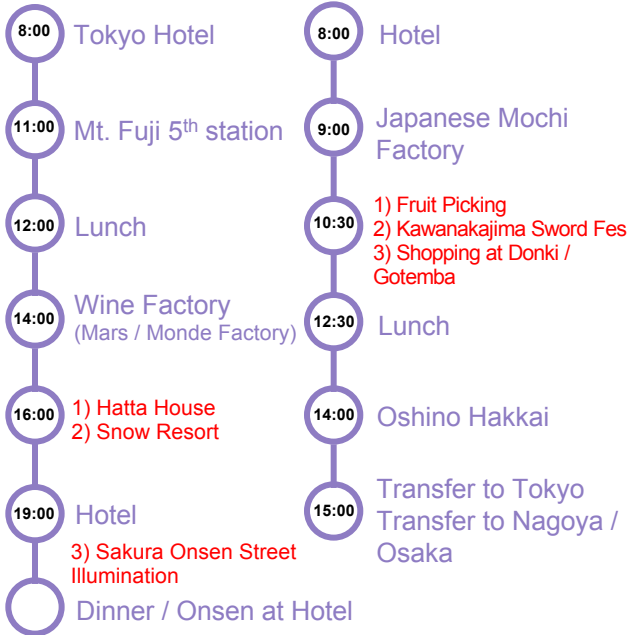 8:00 Tokyo Hotel
11:00 Mt. Fuji 5th station
12:00 Lunch
14:00 Wine Factory
(Mars / Monde Factory)
16:00 1) Hatta House
2) Snow Resort
19:00 Hotel
3) Sakura Onsen Street
Illumination
Dinner / Onsen at Hotel
8:00 Hotel
9:00 Japanese Mochi
Factory
10:30 1) Fruit Picking
2) Kawanakajima Sword Fes
3) Shopping at Donki /
Gotemba
12:30 Lunch
14:00 Oshino Hakkai
15:00 Transfer to Tokyo
Transfer to Nagoya /
Osaka